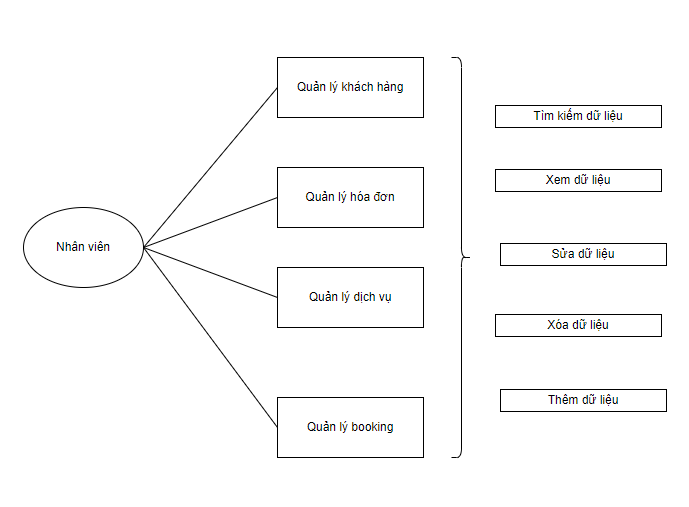 Nhân viên
Quản lý khách hàng
Quản lý hóa đơn
Quản lý dịch vụ
Quản lý booking
Tìm kiếm dữ liệu
Xem dữ liệu
Sửa dữ liệu
Xóa dữ liệu
Thêm dữ liệu